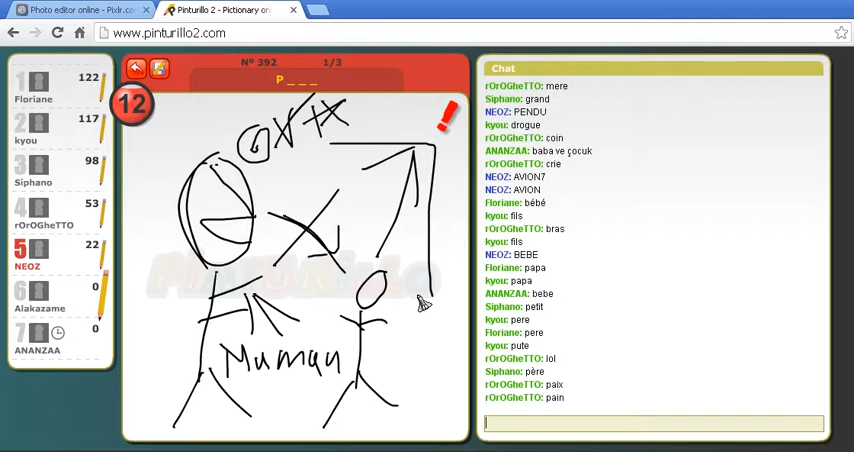 Photo editor online - Pixlr.con
Pinturillo 2 - Pictionary onl
www.pinturillo2.com
1
Floriane
122
2
kyou
117
3
Siphano
98
4
rOrOGheTTO
53
5
NEOZ
22
6
Alakazame
0
7
ANANZAA
0
12
Nº 392
1/3
P _ _ _
Maman
Chat
rOrOGheTTO: mere
Siphano: grand
NEOZ: PENDU
kyou: drogue
rOrOGheTTO: coin
ANANZAA: baba ve çocuk
rOrOGheTTO: crie
NEOZ: AVION7
NEOZ: AVION
Floriane: bébé
kyou: fils
rOrOGheTTO: bras
kyou: fils
NEOZ: BEBE
Floriane: papa
kyou: papa
ANANZAA: bebe
Siphano: petit
kyou: pere
Floriane: pere
kyou: pute
rOrOGheTTO: lol
Siphano: père
rOrOGheTTO: paix
rOrOGheTTO: pain